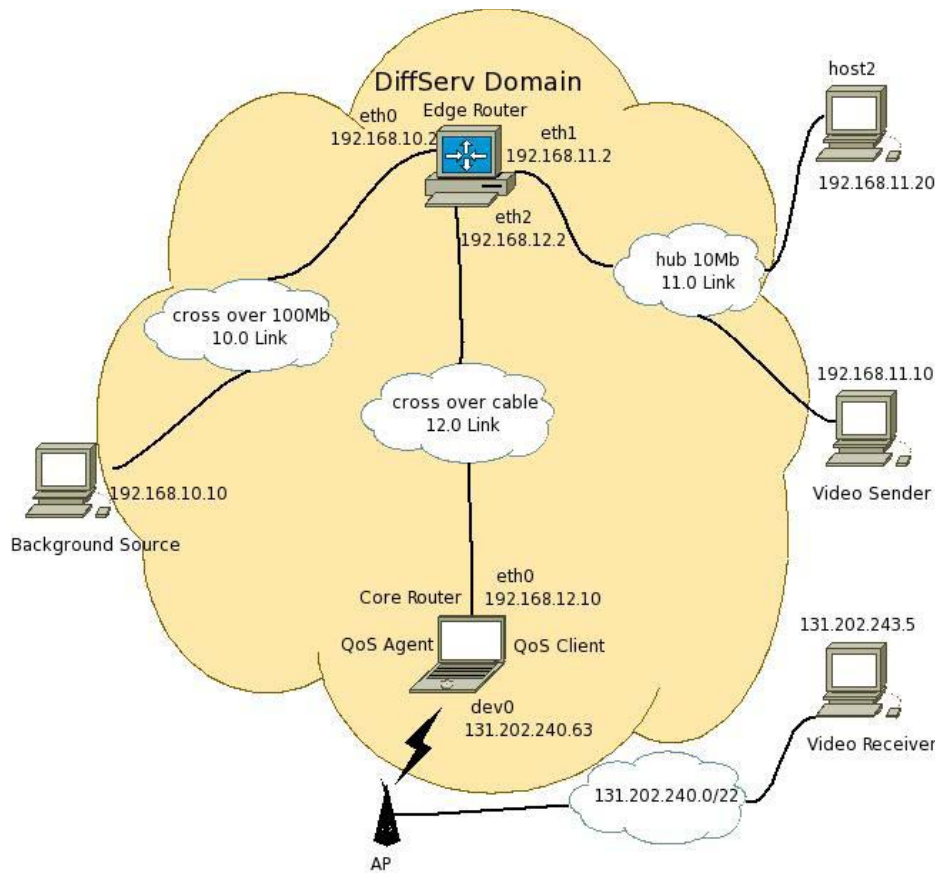 host2
DiffServ Domain
Edge Router
eth0
192.168.10.2
eth1
192.168.11.2
192.168.11.20
eth2
192.168.12.2
hub 10Mb
11.0 Link
cross over 100Mb
10.0 Link
192.168.11.10
cross over cable
12.0 Link
192.168.10.10
Video Sender
Background Source
eth0
Core Router
192.168.12.10
131.202.243.5
QoS Agent
QoS Client
dev0
131.202.240.63
Video Receiver
131.202.240.0/22
AP